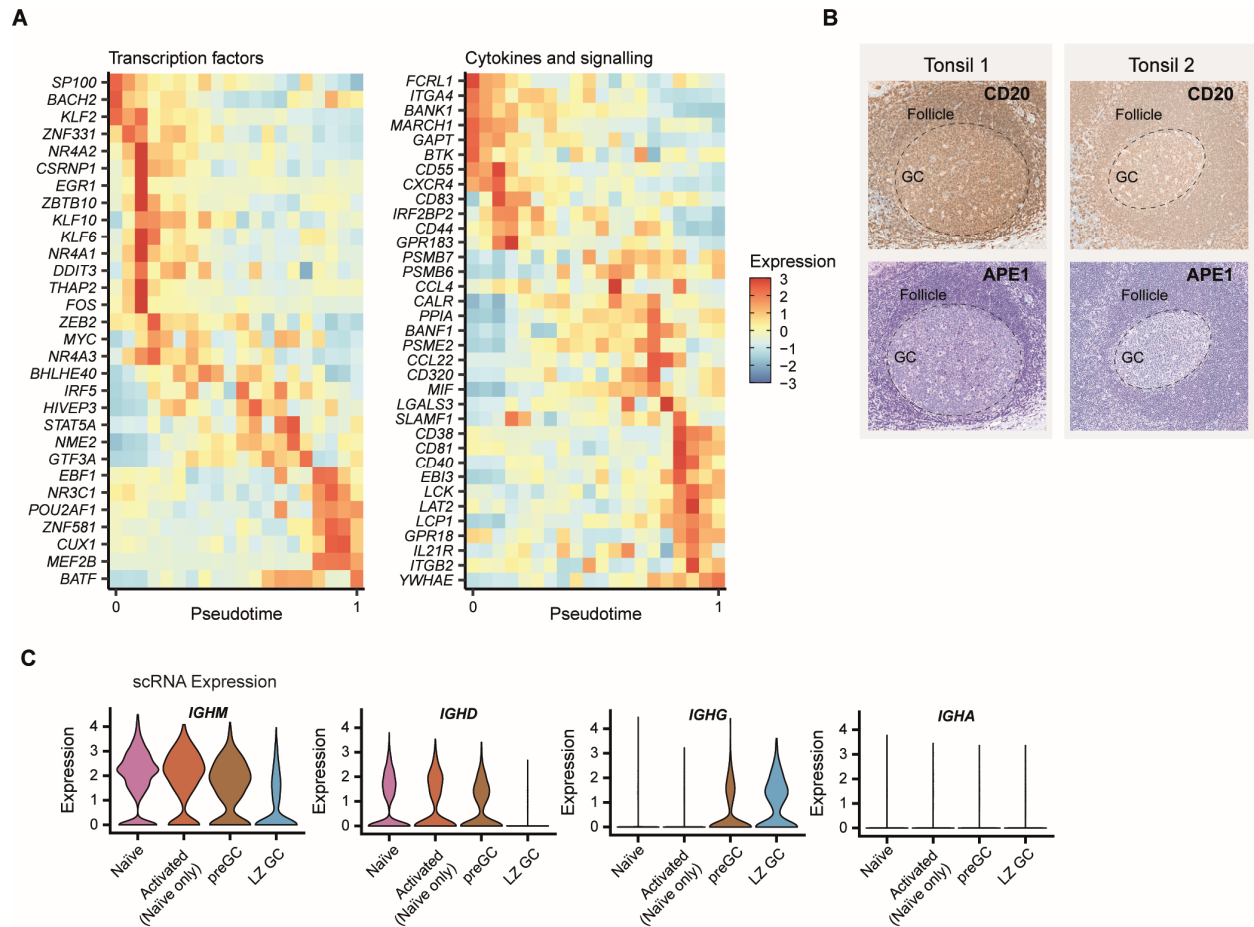 A
Transcription factors
SP100
BACH2
KLF2
ZNF331
NR4A2
CSRNP1
EGR1
ZBTB10
KLF10
KLF6
NR4A1
DDIT3
THAP2
FOS
ZEB2
MYC
NR4A3
BHLHE40
IRF5
HIVEP3
STAT5A
NME2
GTF3A
EBF1
NR3C1
POU2AF1
ZNF581
CUX1
MEF2B
BATF
0
1
Pseudotime
Cytokines and signalling
FCRL1
ITGA4
BANK1
MARCH1
GAPT
BTK
CD55
CXCR4
CD83
IRF2BP2
CD44
GPR183
PSMB7
PSMB6
CCL4
CALR
PPIA
BANF1
PSME2
CCL22
CD320
MIF
LGALS3
SLAMF1
CD38
CD81
CD40
EBI3
LCK
LAT2
LCP1
GPR18
IL21R
ITGB2
YWHAE
0
1
Pseudotime
Expression
3
2
1
0
−1
−2
−3
B
Tonsil 1
CD20
Follicle
GC
APE1
Follicle
GC
Tonsil 2
CD20
Follicle
GC
APE1
Follicle
GC
C
scRNA Expression
IGHM
Expression
4
3
2
1
0
Naïve
Activated
(Naïve only)
preGC
LZ GC
IGHD
Expression
4
3
2
1
0
Naïve
Activated
(Naïve only)
preGC
LZ GC
IGHG
Expression
4
3
2
1
0
Naïve
Activated
(Naïve only)
preGC
LZ GC
IGHA
Expression
4
3
2
1
0
Naïve
Activated
(Naïve only)
preGC
LZ GC